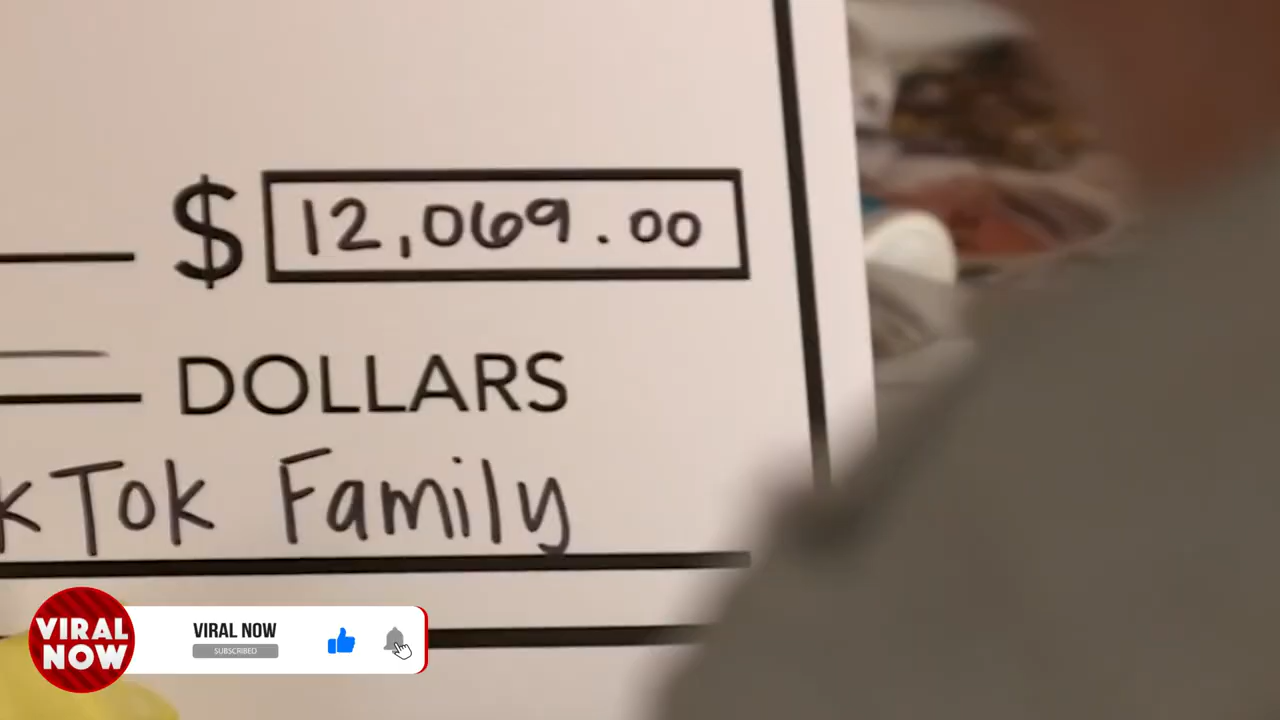 $ 12,069.00
DOLLARS
kTok Family
VIRAL NOW
VIRAL NOW
SUBSCRIBED